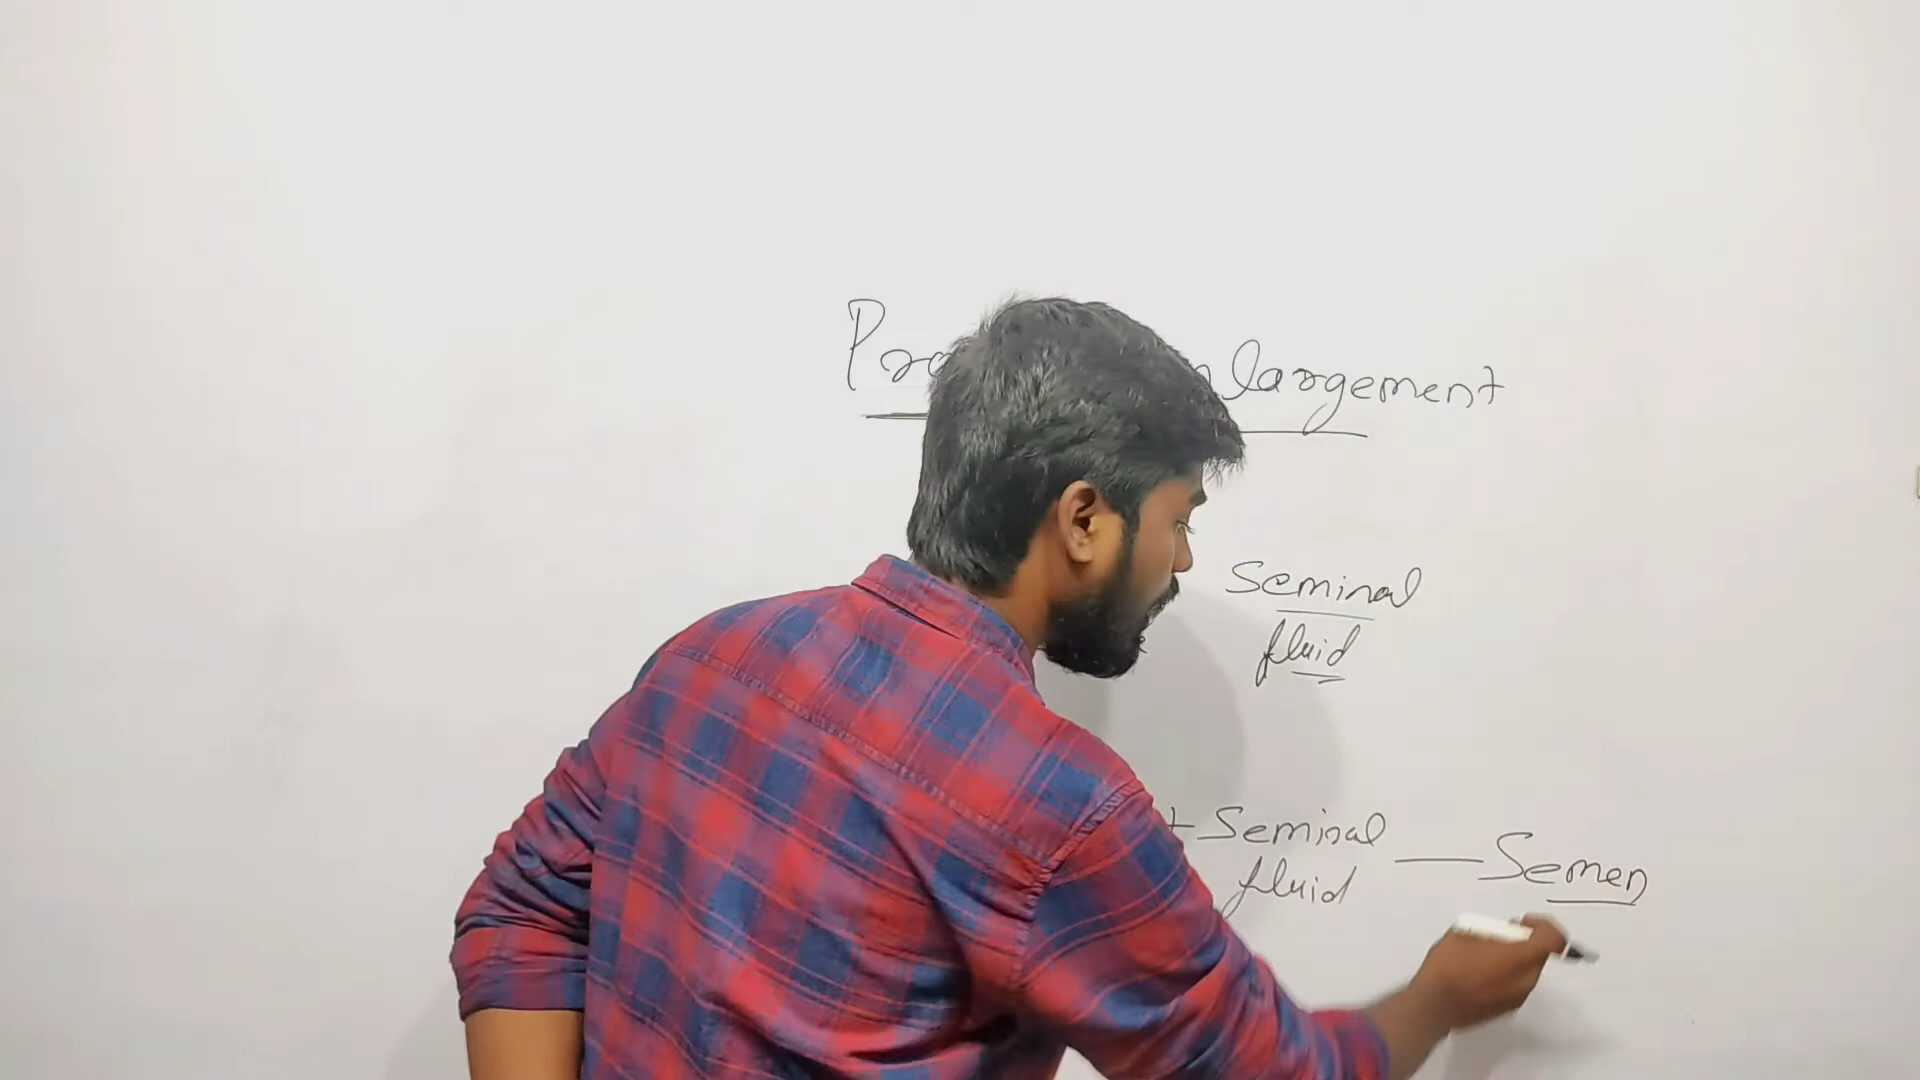 largement
Seminal
fluid
+ Seminal
fluid — Semen